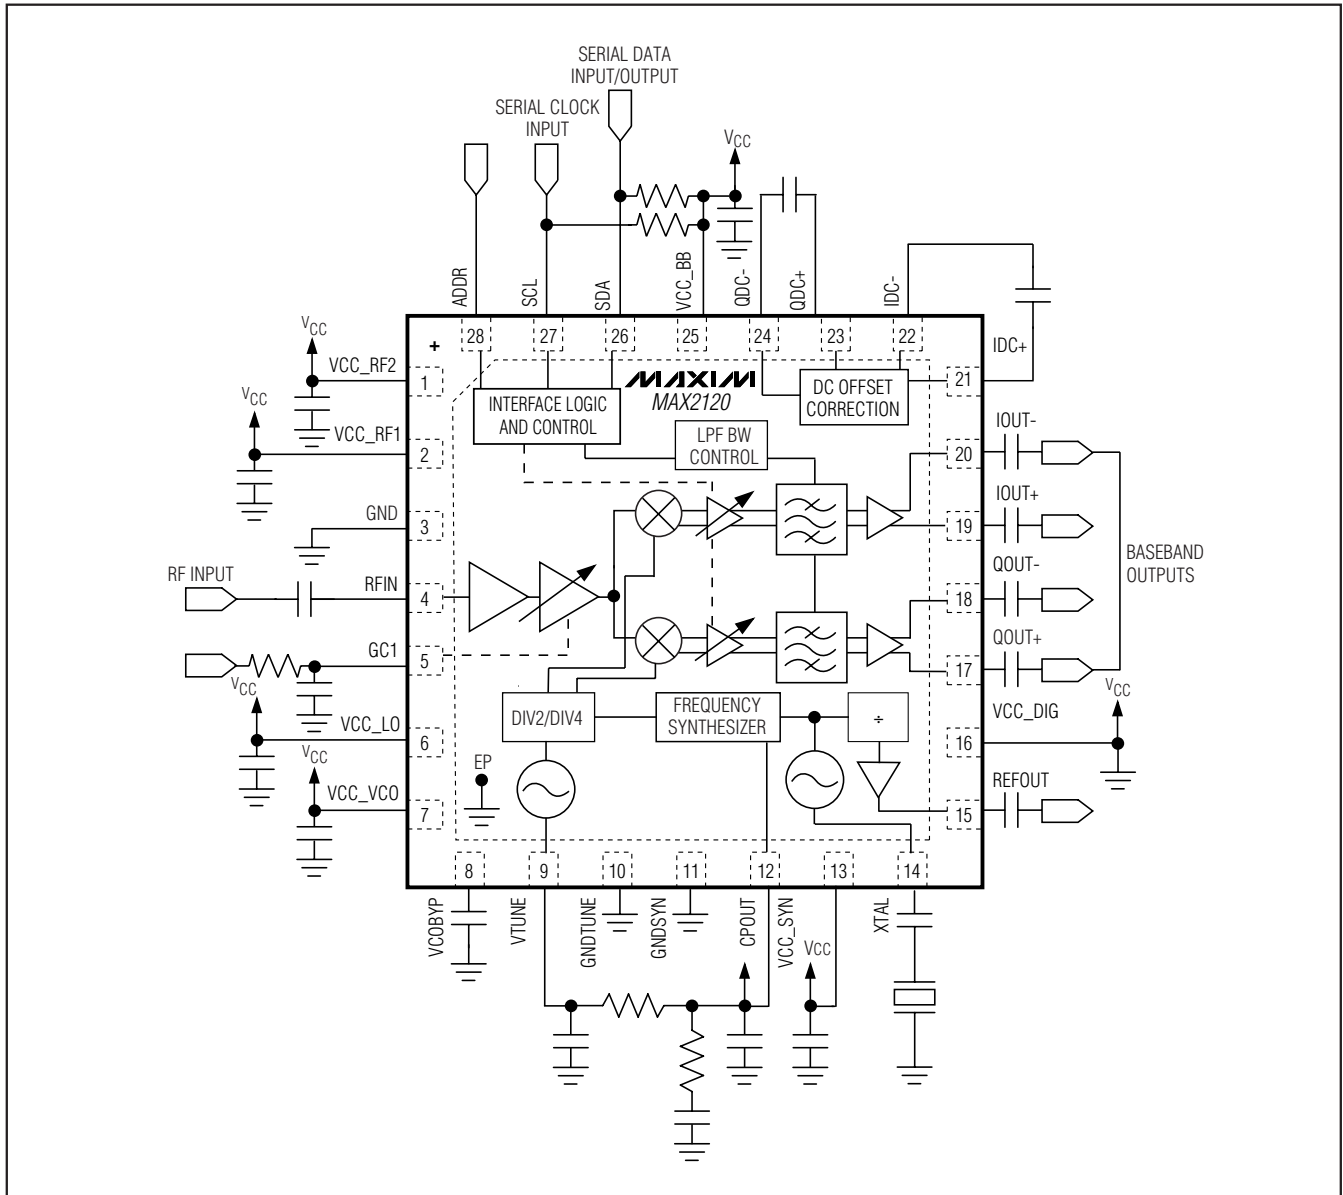 SERIAL DATA
INPUT/OUTPUT
SERIAL CLOCK
INPUT
VCC
ADDR
SCL
SDA
VCC_BB
QDC-
QDC+
IDC-
IDC+
28
27
26
25
24
23
22
+
VCC
VCC_RF2
1
VCC
VCC_RF1
2
GND
3
RF INPUT
RFIN
4
GC1
5
VCC
VCC_LO
6
VCC
VCC_VCO
7
INTERFACE LOGIC
AND CONTROL
MAXIM
MAX2120
DC OFFSET
CORRECTION
LPF BW
CONTROL
DIV2/DIV4
FREQUENCY
SYNTHESIZER
÷
EP
21
IOUT-
20
IOUT+
19
QOUT-
18
QOUT+
17
BASEBAND
OUTPUTS
VCC
VCC_DIG
16
REFOUT
15
8
9
10
11
12
13
14
VCOBYP
VTUNE
GNDTUNE
GNDSYN
CPOUT
VCC_SYN
VCC
XTAL